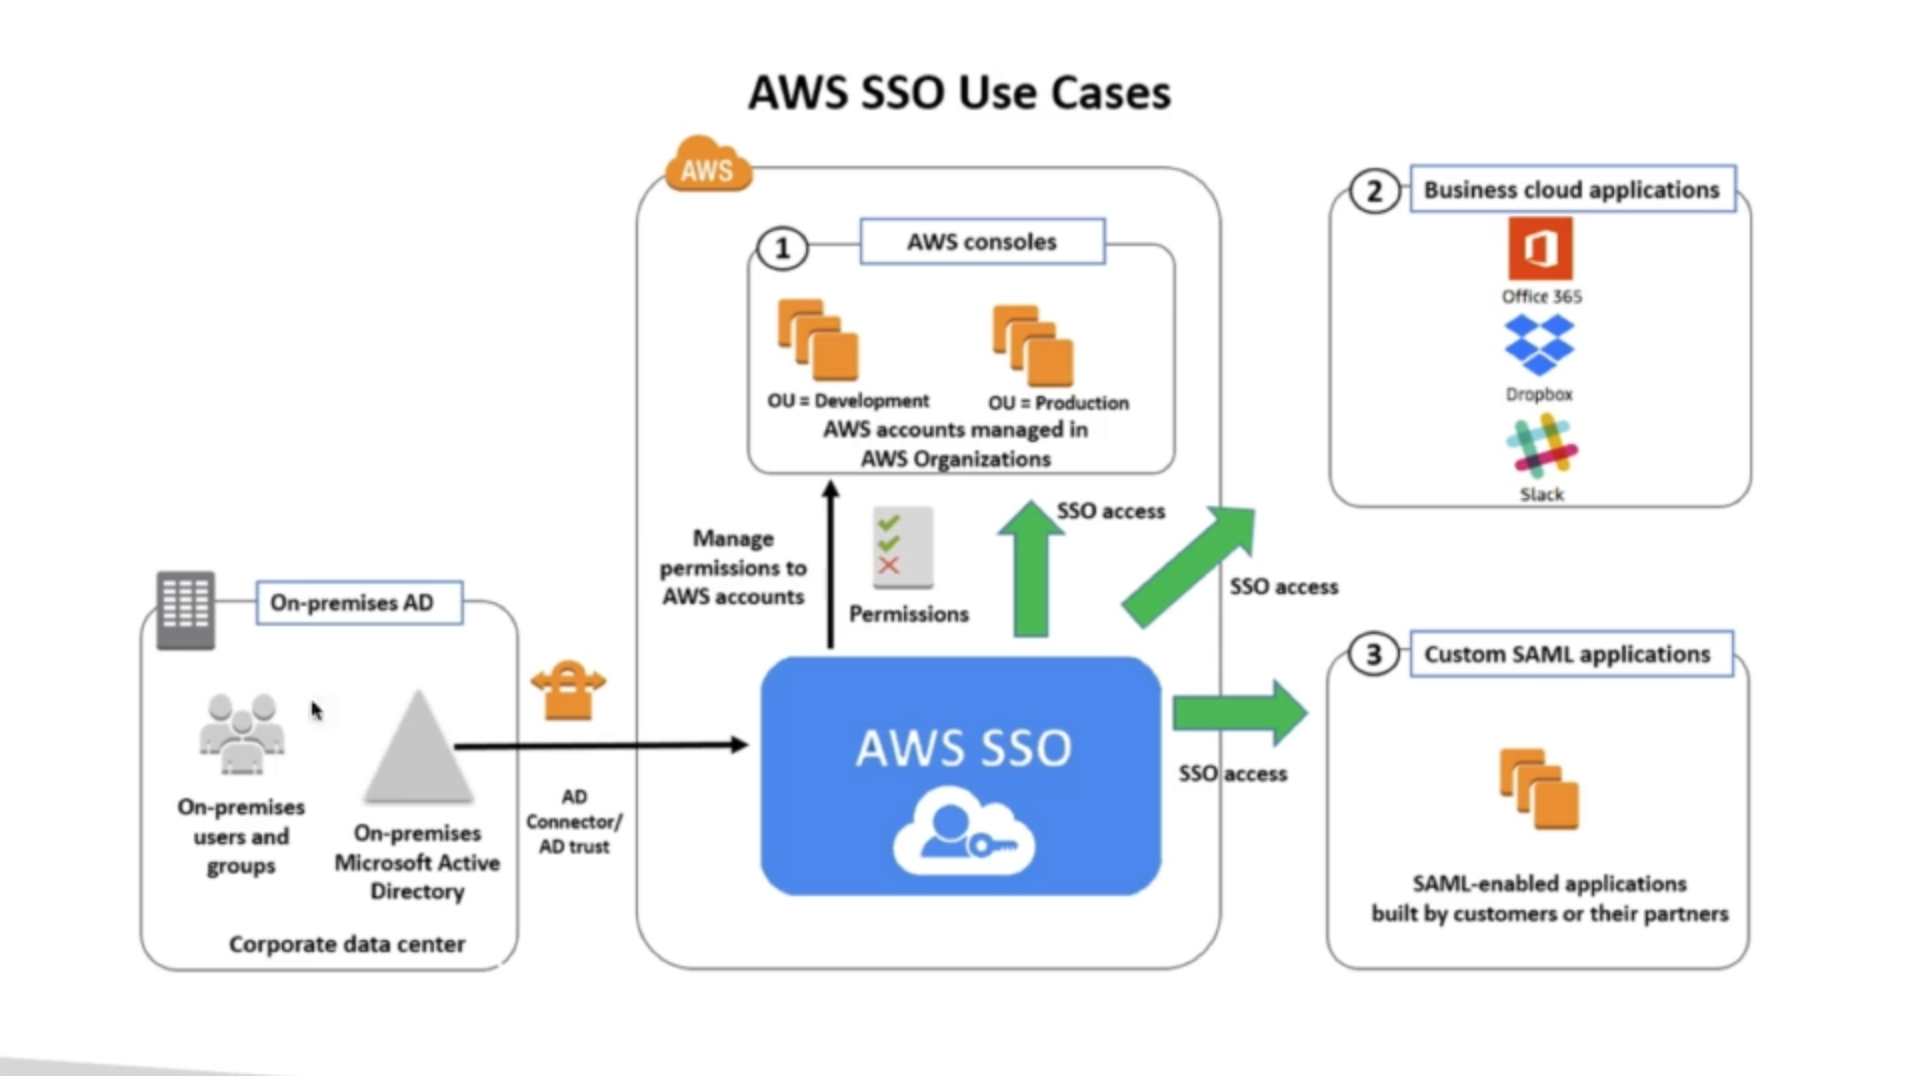 AWS SSO Use Cases
AWS
1
AWS consoles
OU = Development
OU = Production
AWS accounts managed in
AWS Organizations
2
Business cloud applications
Office 365
Dropbox
Slack
Manage
permissions to
AWS accounts
Permissions
SSO access
SSO access
On-premises AD
On-premises
users and
groups
On-premises
Microsoft Active
Directory
Corporate data center
AD
Connector/
AD trust
AWS SSO
SSO access
3
Custom SAML applications
SAML-enabled applications
built by customers or their partners